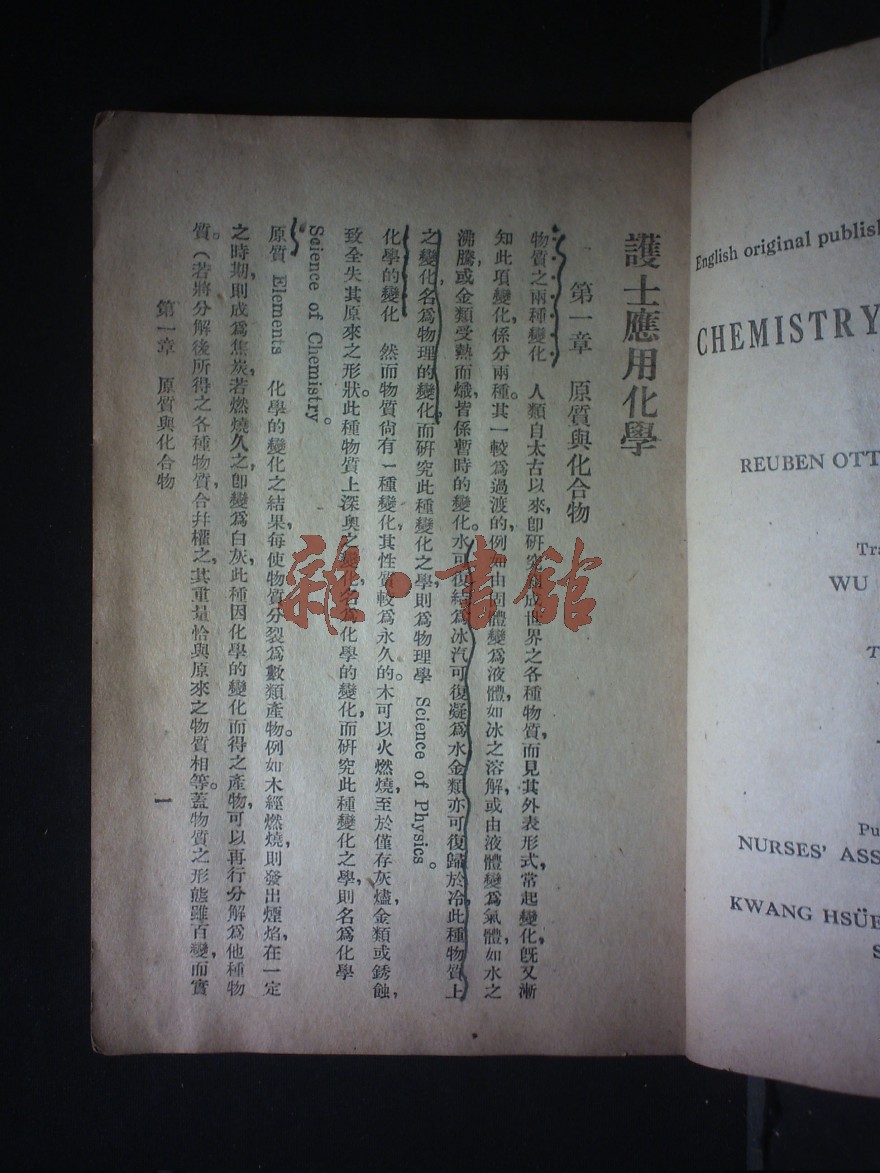 護士應用化學
第一章 原質與化合物
物質之兩種變化 人類自太古以來,卽研究組成世界之各種物質,而見其外表形式,常起變化,旣又漸
知此項變化,係分兩種。其一較爲過渡的,例如由固體變爲液體,如冰之溶解,或由液體變爲氣體,如水之
沸騰,或金類受熱而熾,皆係暫時的變化。水可復結爲冰,汽可復凝爲水,金類亦可復歸於冷,此種物質上
之變化,名爲物理的變化,而研究此種變化之學,則爲物理學 Science of Physics。
化學的變化 然而物質尙有一種變化,其性質較爲永久的。木可以火燃燒,至於僅存灰燼,金類或銹蝕,
致全失其原來之形狀。此種物質上深奧之變化,名爲化學的變化,而研究此種變化之學,則名爲化學
Science of Chemistry。
原質 Elements 化學的變化之結果,每使物質分裂爲數類產物。例如木經燃燒,則發出煙焰,在一定
之時期,則成爲焦炭,若燃燒久之,卽變爲白灰,此種因化學的變化而得之產物,可以再行分解爲他種物
質。(若將分解後所得之各種物質,合幷權之,其重量恰與原來之物質相等。蓋物質之形態雖百變,而實
第一章 原質與化合物 一
English original publish
CHEMISTRY
REUBEN OTT
Tra
WU
T
Pu
NURSES' ASS
KWANG HSÜE
S
雜·書館